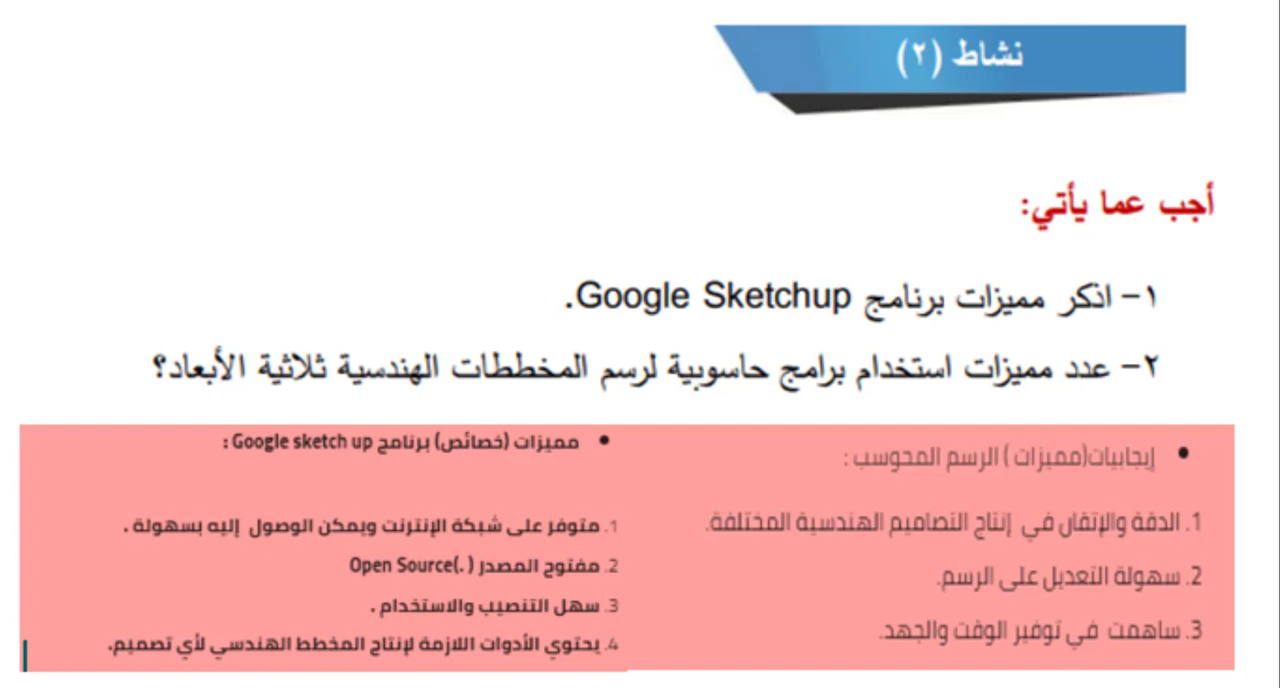 نشاط (٢)
أجب عما يأتي:
١- اذكر مميزات برنامج Google Sketchup.
٢- عدد مميزات استخدام برامج حاسوبية لرسم المخططات الهندسية ثلاثية الأبعاد؟
• إيجابيات(مميزات ) الرسم المحوسب :
1. الدقة والإتقان في إنتاج التصاميم الهندسية المختلفة.
2. سهولة التعديل على الرسم.
3. ساهمت في توفير الوقت والجهد.
• مميزات (خصائص) برنامج Google sketch up :
1. متوفر على شبكة الإنترنت ويمكن الوصول إليه بسهولة .
2. مفتوح المصدر ( .)Open Source
3. سهل التنصيب والاستخدام .
4. يحتوي الأدوات اللازمة لإنتاج المخطط الهندسي لأي تصميم.